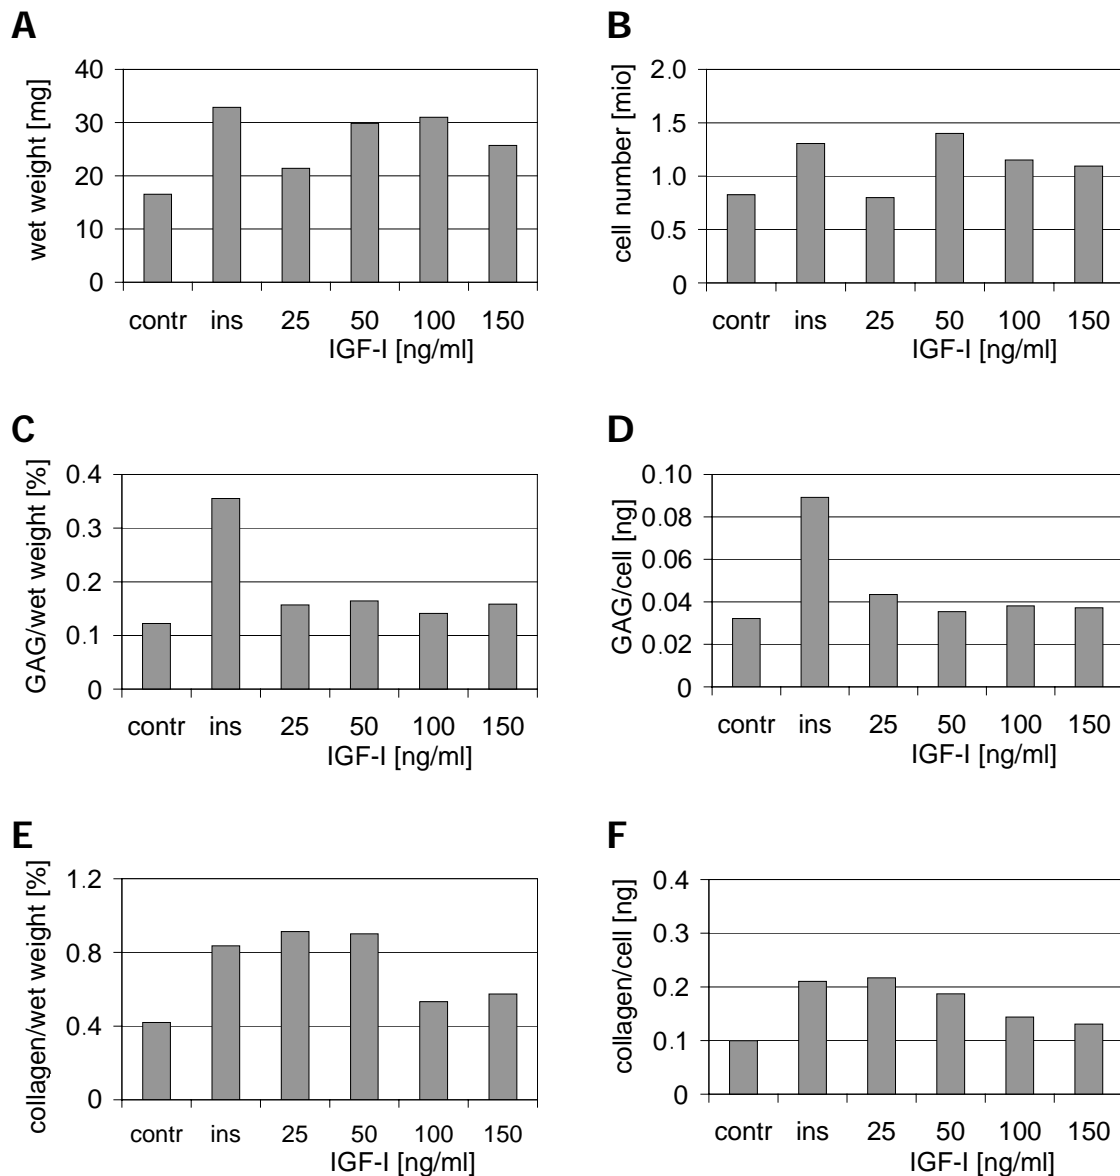 A
wet weight [mg]
40
30
20
10
0
contr ins 25 50 100 150
IGF-I [ng/ml]
B
cell number [mio]
2.0
1.5
1.0
0.5
0
contr ins 25 50 100 150
IGF-I [ng/ml]
C
GAG/wet weight [%]
0.4
0.3
0.2
0.1
0
contr ins 25 50 100 150
IGF-I [ng/ml]
D
GAG/cell [ng]
0.10
0.08
0.06
0.04
0.02
0
contr ins 25 50 100 150
IGF-I [ng/ml]
E
collagen/wet weight [%]
1.2
0.8
0.4
0
contr ins 25 50 100 150
IGF-I [ng/ml]
F
collagen/cell [ng]
0.4
0.3
0.2
0.1
0
contr ins 25 50 100 150
IGF-I [ng/ml]